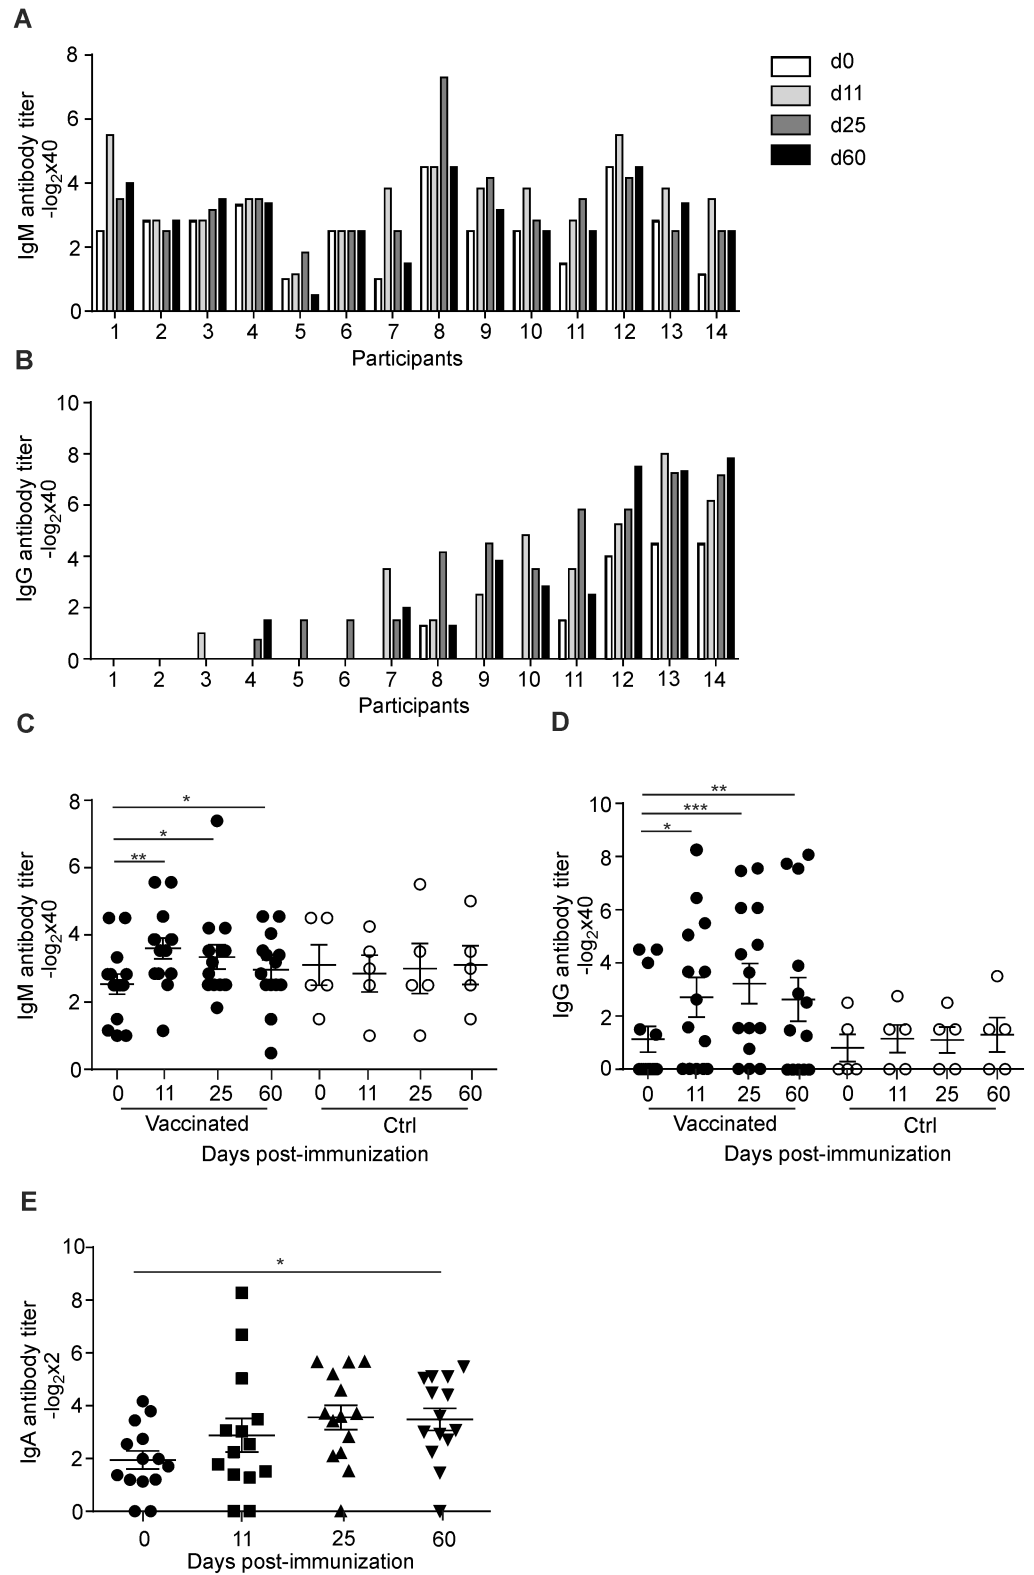 A
IgM antibody titer
-log₂x40
8
6
4
2
0
1 2 3 4 5 6 7 8 9 10 11 12 13 14
Participants
d0
d11
d25
d60
B
IgG antibody titer
-log₂x40
10
8
6
4
2
0
1 2 3 4 5 6 7 8 9 10 11 12 13 14
Participants
C
IgM antibody titer
-log₂x40
8
6
4
2
0
*
*
**
0 11 25 60 0 11 25 60
Vaccinated Ctrl
Days post-immunization
D
IgG antibody titer
-log₂x40
10
8
6
4
2
0
**
***
*
0 11 25 60 0 11 25 60
Vaccinated Ctrl
Days post-immunization
E
IgA antibody titer
-log₂x2
10
8
6
4
2
0
*
0 11 25 60
Days post-immunization